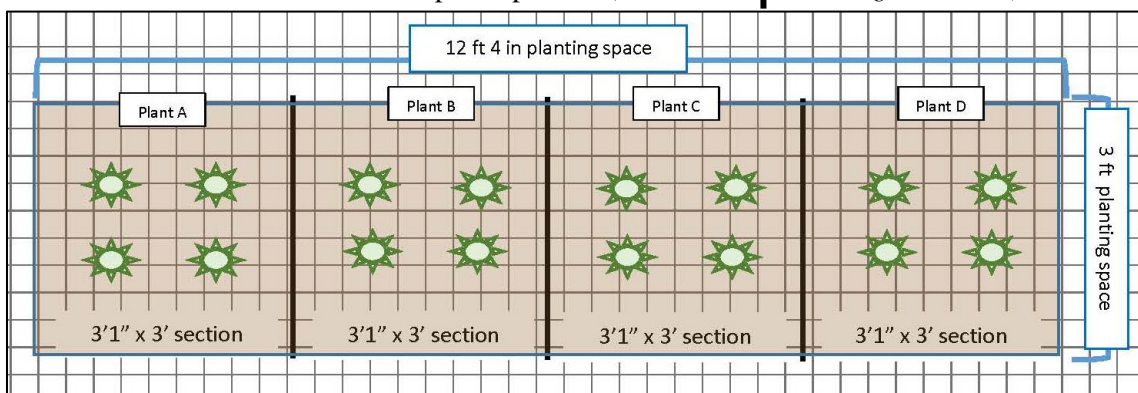 12 ft 4 in planting space
Plant A
Plant B
Plant C
Plant D
3 ft planting space
3’1” x 3’ section
3’1” x 3’ section
3’1” x 3’ section
3’1” x 3’ section